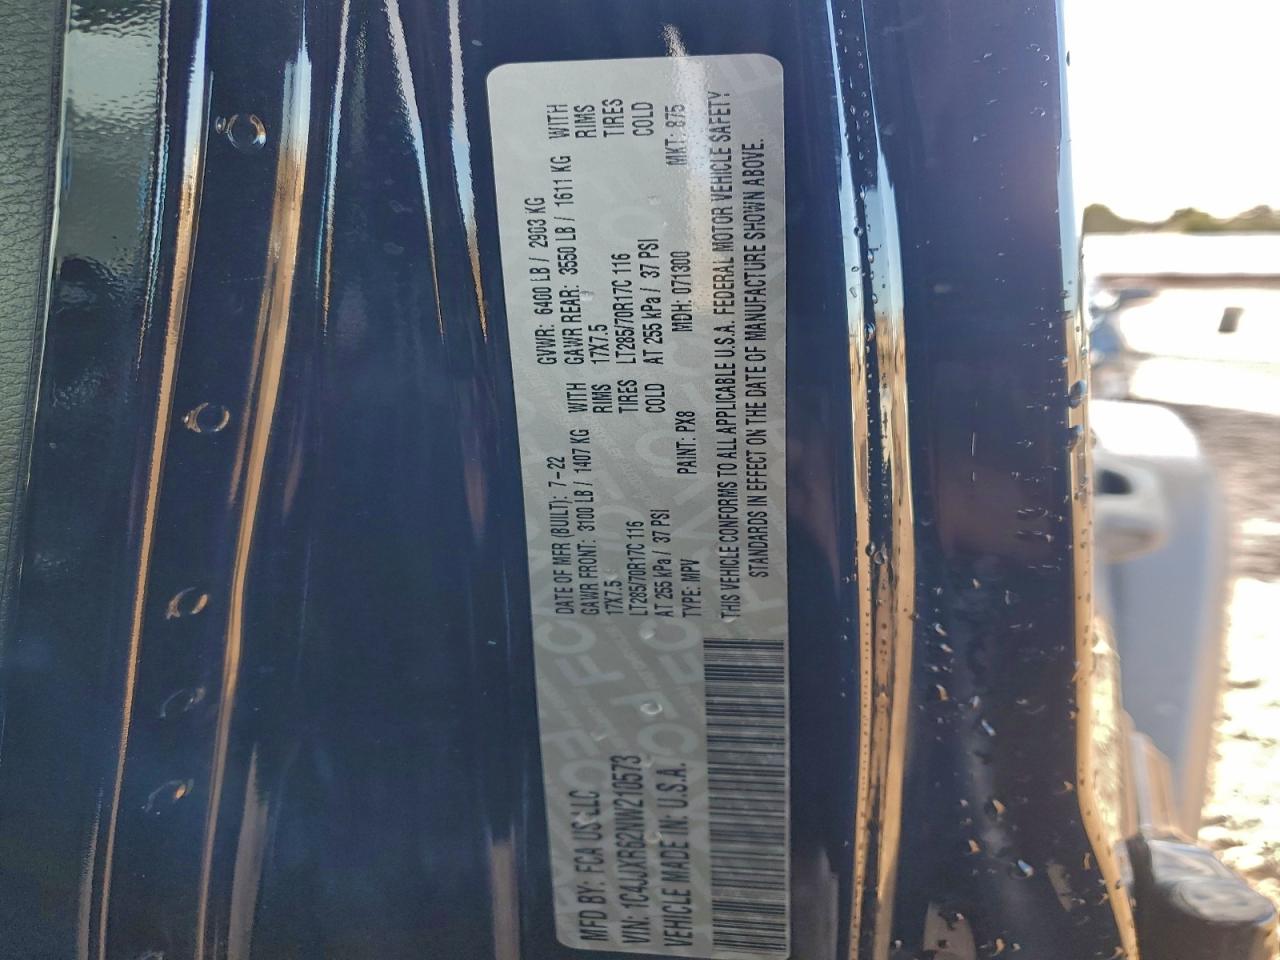 MFD BY: FCA US LLC
DATE OF MFR (BUILT): 7-22
GVWR: 6400 LB / 2903 KG
GAWR FRONT: 3100 LB / 1407 KG WITH
GAWR REAR: 3550 LB / 1611 KG WITH
17X7.5 RIMS
17X7.5 RIMS
LT285/70R17C 116 TIRES
LT285/70R17C 116 TIRES
AT 255 kPa / 37 PSI COLD
AT 255 kPa / 37 PSI COLD
VIN: 1C4JJXR62NW210573
TYPE: MPV PAINT: PX8 MDH: 071300 MKT: 875
VEHICLE MADE IN: U.S.A.
THIS VEHICLE CONFORMS TO ALL APPLICABLE U.S.A. FEDERAL MOTOR VEHICLE SAFETY
STANDARDS IN EFFECT ON THE DATE OF MANUFACTURE SHOWN ABOVE.